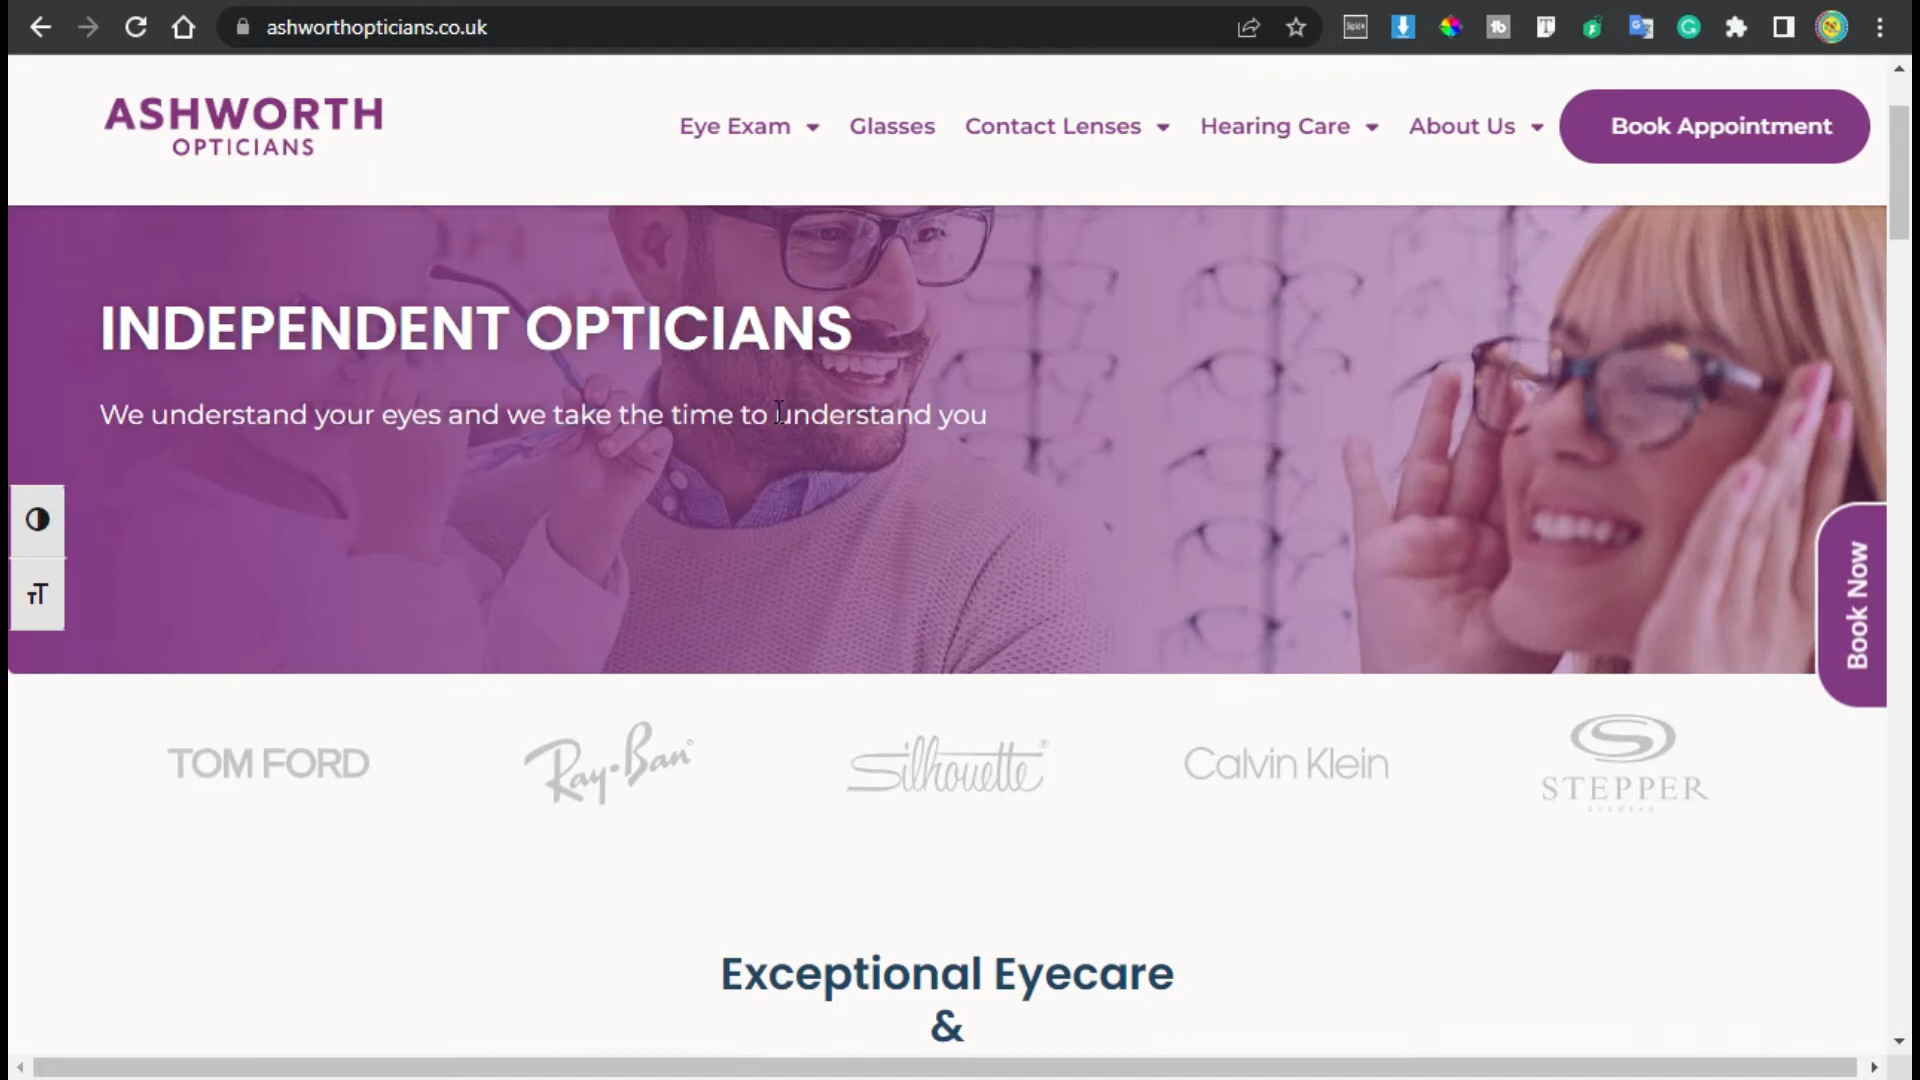 ashworthopticians.co.uk
ASHWORTH
OPTICIANS
Eye Exam
Glasses
Contact Lenses
Hearing Care
About Us
Book Appointment
INDEPENDENT OPTICIANS
We understand your eyes and we take the time to understand you
TT
Book Now
TOM FORD
Ray-Ban
Silhouette
Calvin Klein
STEPPER
Exceptional Eyecare
&